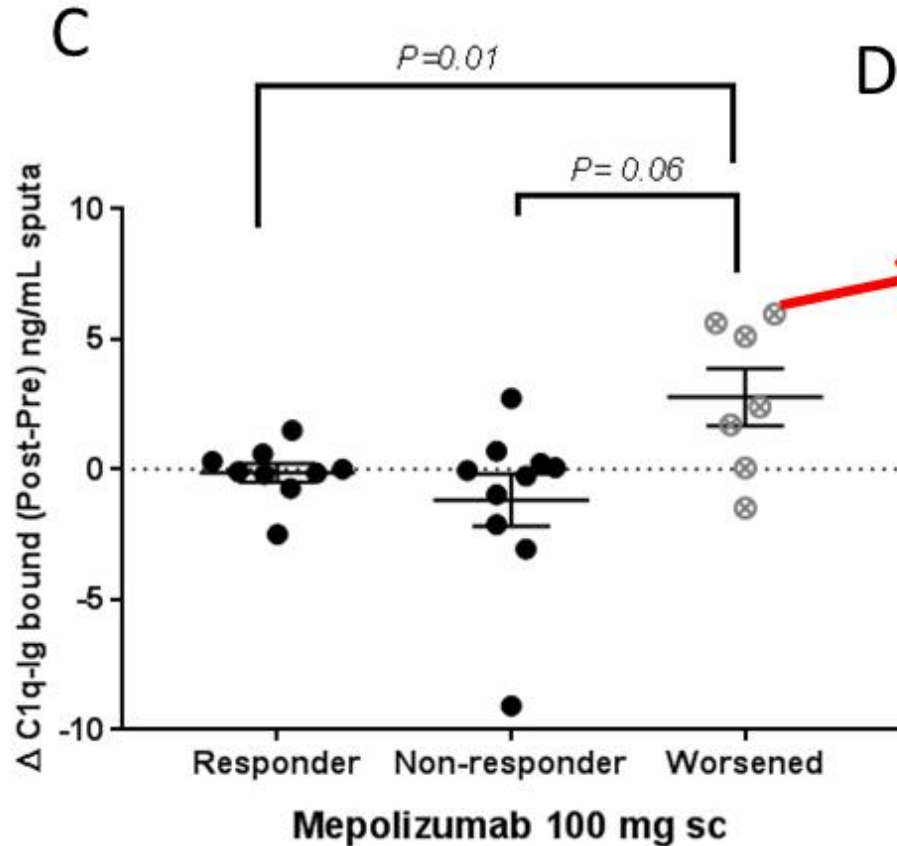 C
D
P=0.01
P= 0.06
Δ C1q-Ig bound (Post-Pre) ng/mL sputa
10
5
0
-5
-10
Responder Non-responder Worsened
Mepolizumab 100 mg sc